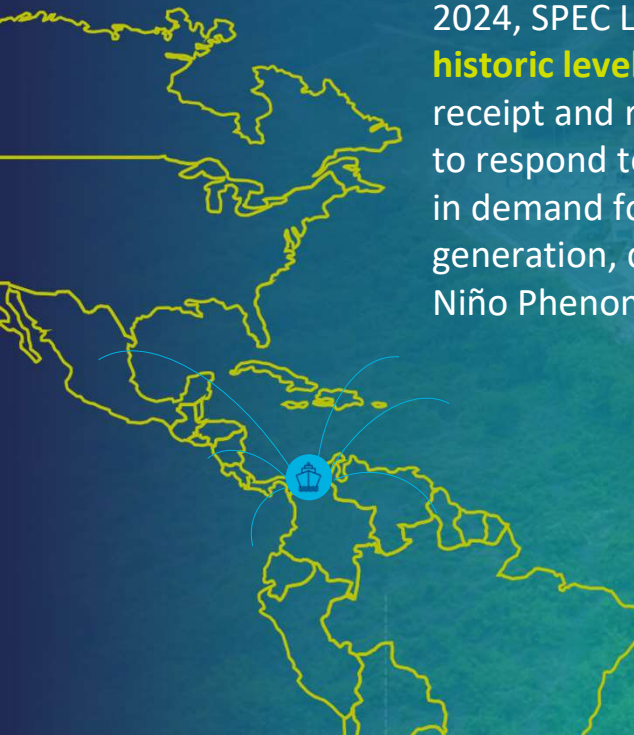 2024, SPEC L
historic level
receipt and r
to respond to
in demand fo
generation, c
Niño Phenom